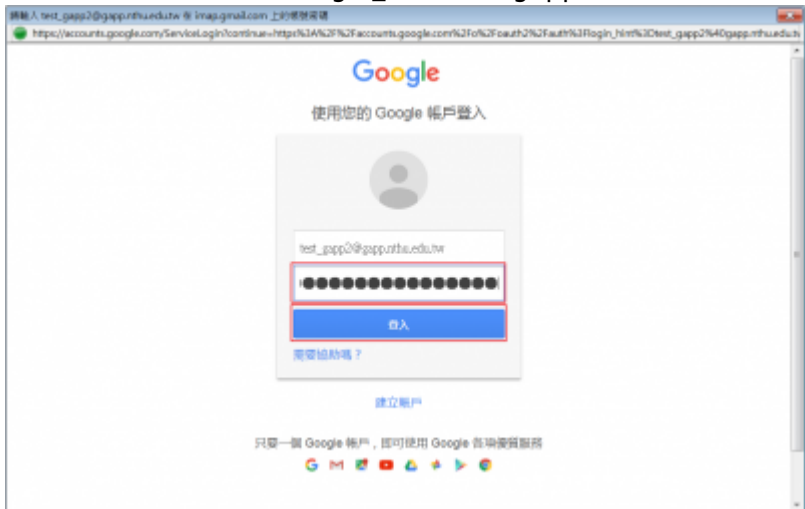 請輸入 test_gapp2@gapp.nthu.edu.tw 在 imap.gmail.com 上的帳號密碼
https://accounts.google.com/ServiceLogin?continue=https%3A%2F%2Faccounts.google.com%2Fo%2Foauth2%2Fauth%3Flogin_hint%3Dtest_gapp2%40gapp.nthu.edu.tv
Google
使用您的 Google 帳戶登入
test_gapp2@gapp.nthu.edu.tw
登入
需要協助嗎？
建立帳戶
只要一個 Google 帳戶，即可使用 Google 各項優質服務